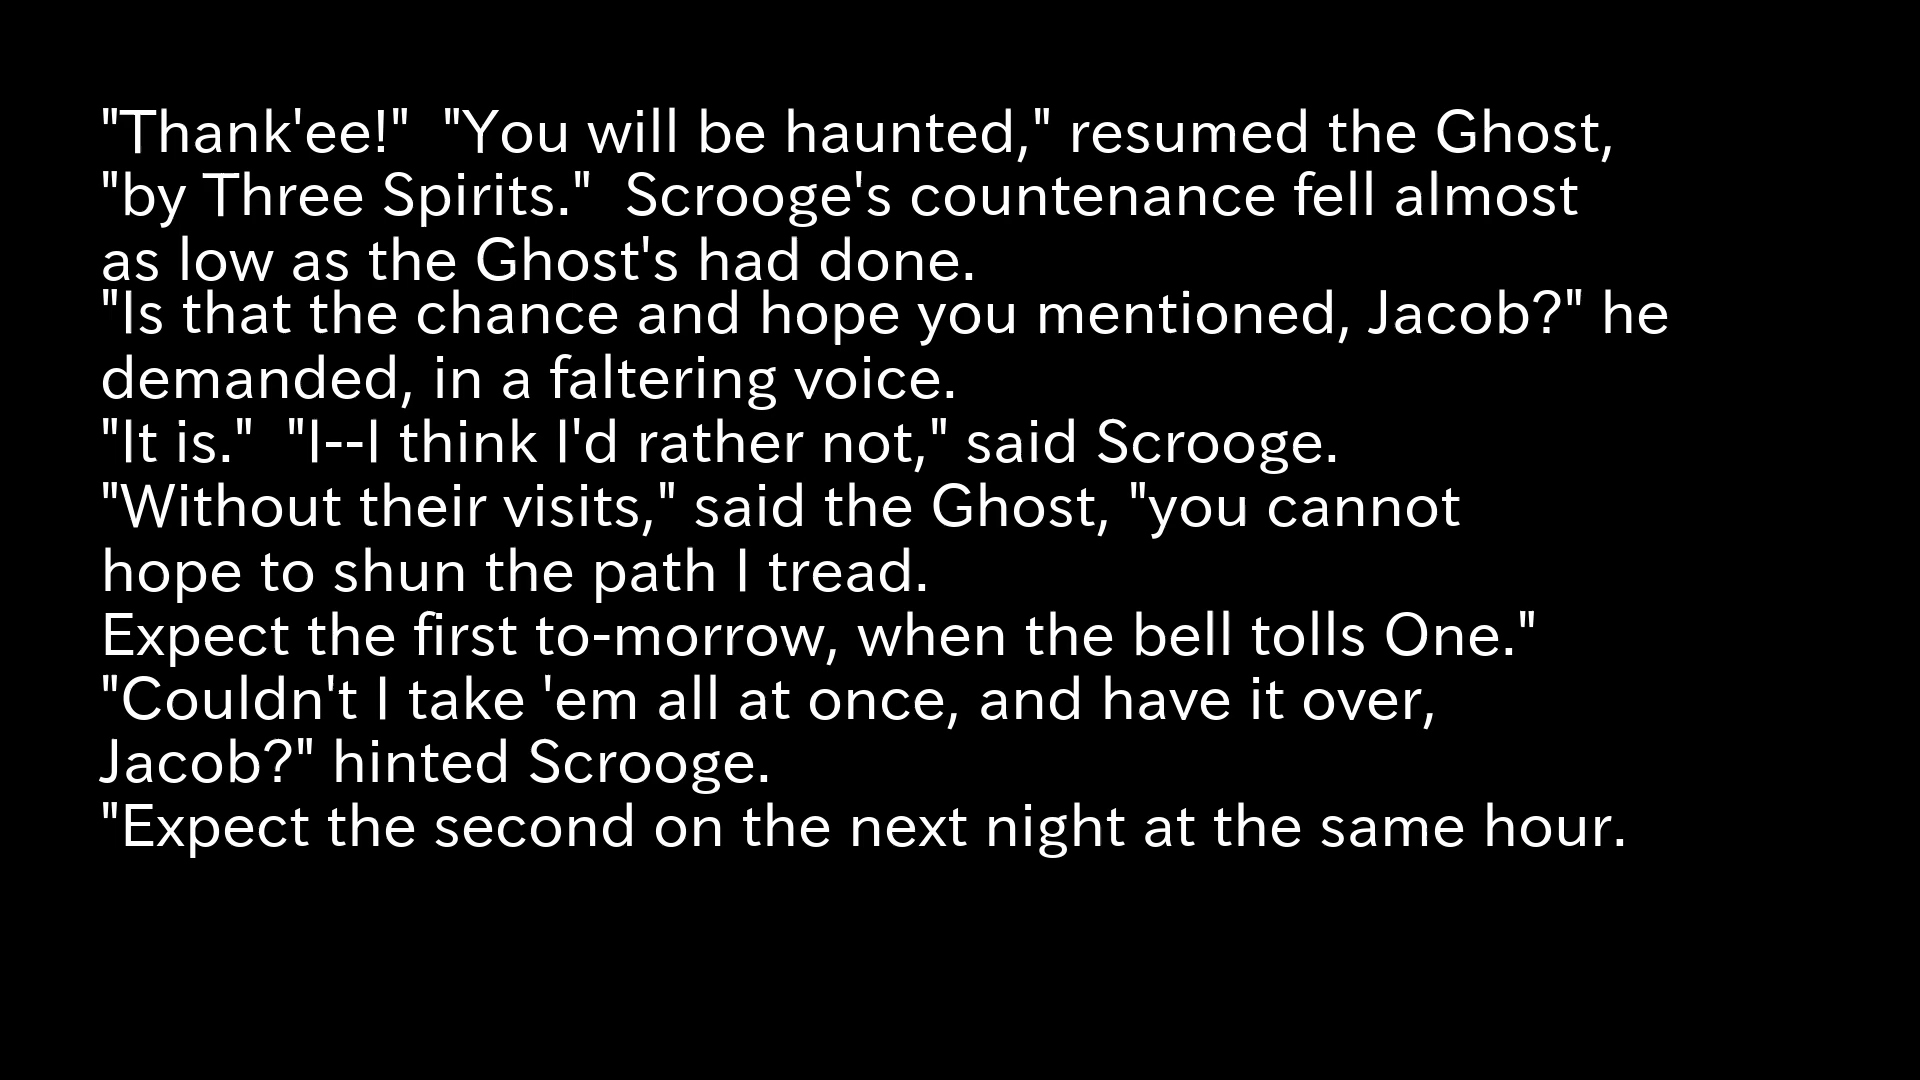 "Thank'ee!"  "You will be haunted," resumed the Ghost,
"by Three Spirits."  Scrooge's countenance fell almost
as low as the Ghost's had done.
"Is that the chance and hope you mentioned, Jacob?" he
demanded, in a faltering voice.
"It is."  "I--I think I'd rather not," said Scrooge.
"Without their visits," said the Ghost, "you cannot
hope to shun the path I tread.
Expect the first to-morrow, when the bell tolls One."
"Couldn't I take 'em all at once, and have it over,
Jacob?" hinted Scrooge.
"Expect the second on the next night at the same hour.